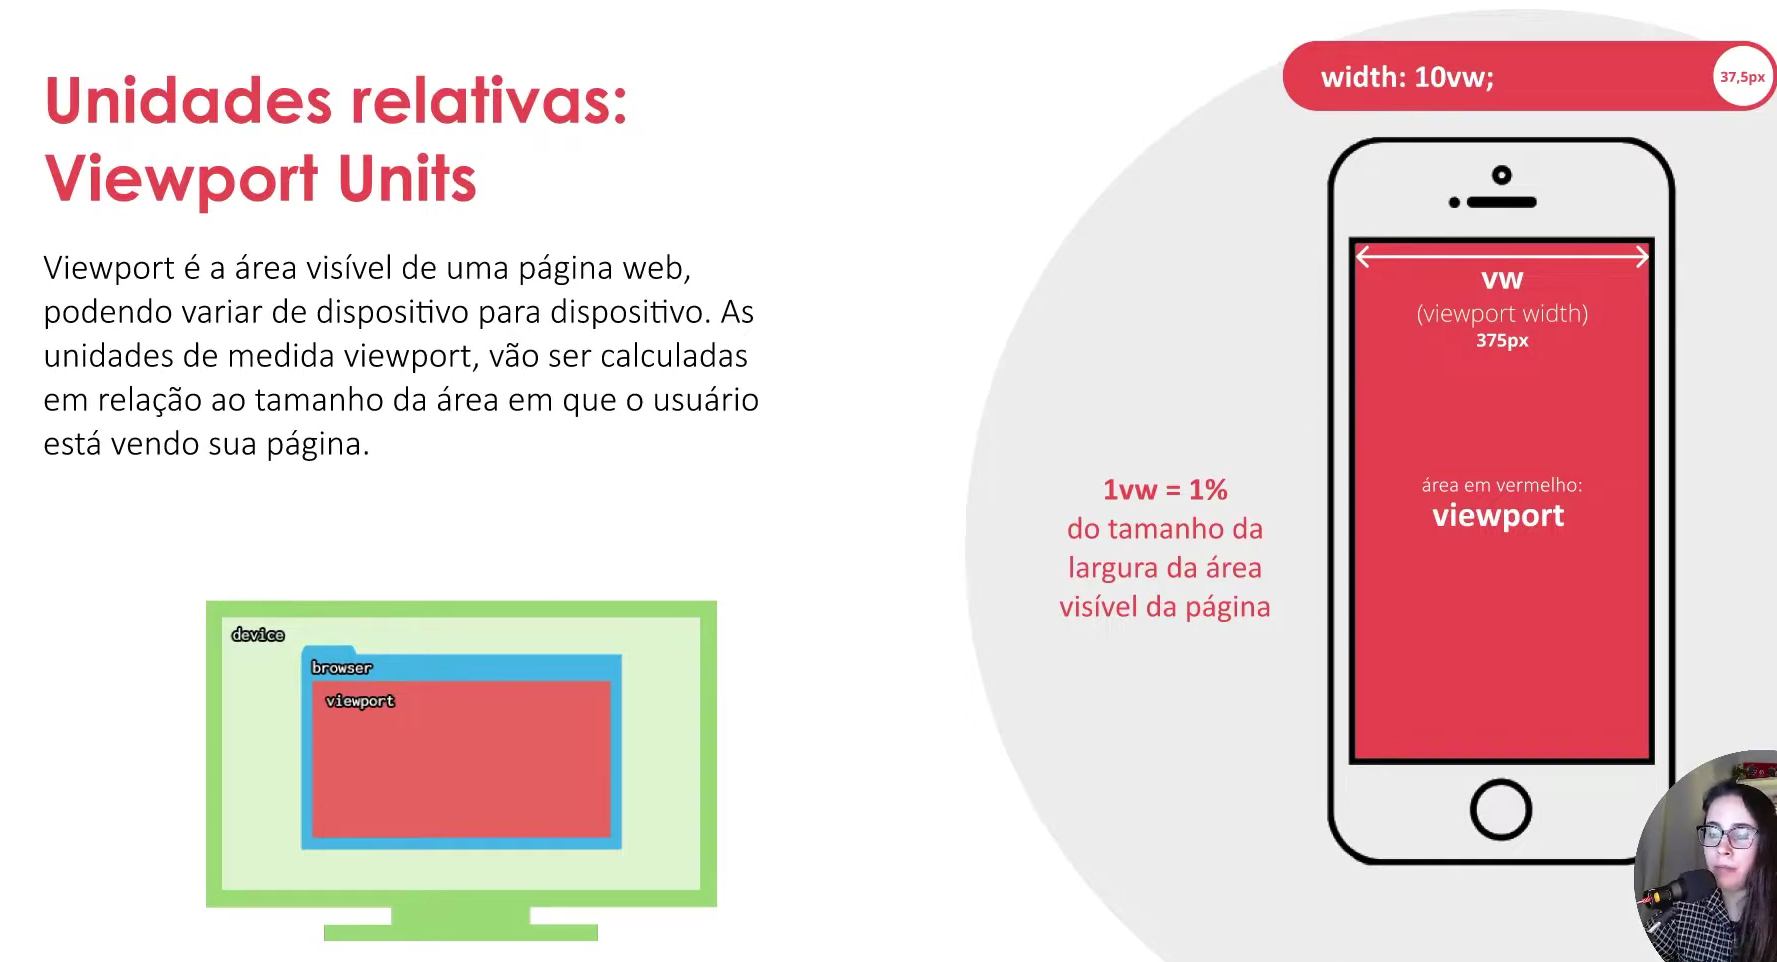 Unidades relativas:
Viewport Units
Viewport é a área visível de uma página web,
podendo variar de dispositivo para dispositivo. As
unidades de medida viewport, vão ser calculadas
em relação ao tamanho da área em que o usuário
está vendo sua página.
device
browser
viewport
width: 10vw;
37,5px
vw
(viewport width)
375px
área em vermelho:
viewport
1vw = 1%
do tamanho da
largura da área
visível da página